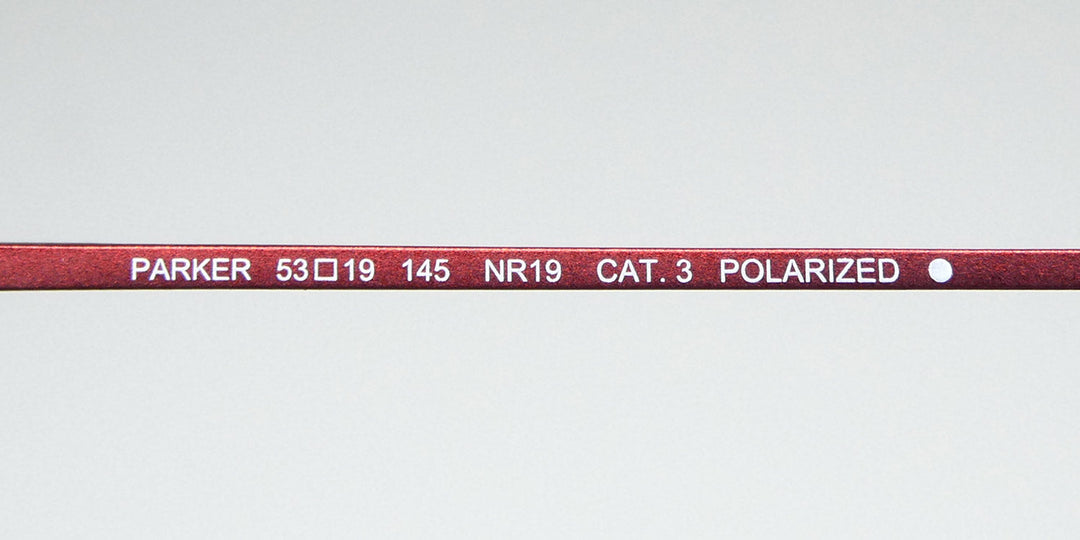 PARKER 53□19 145 NR19 CAT. 3 POLARIZED